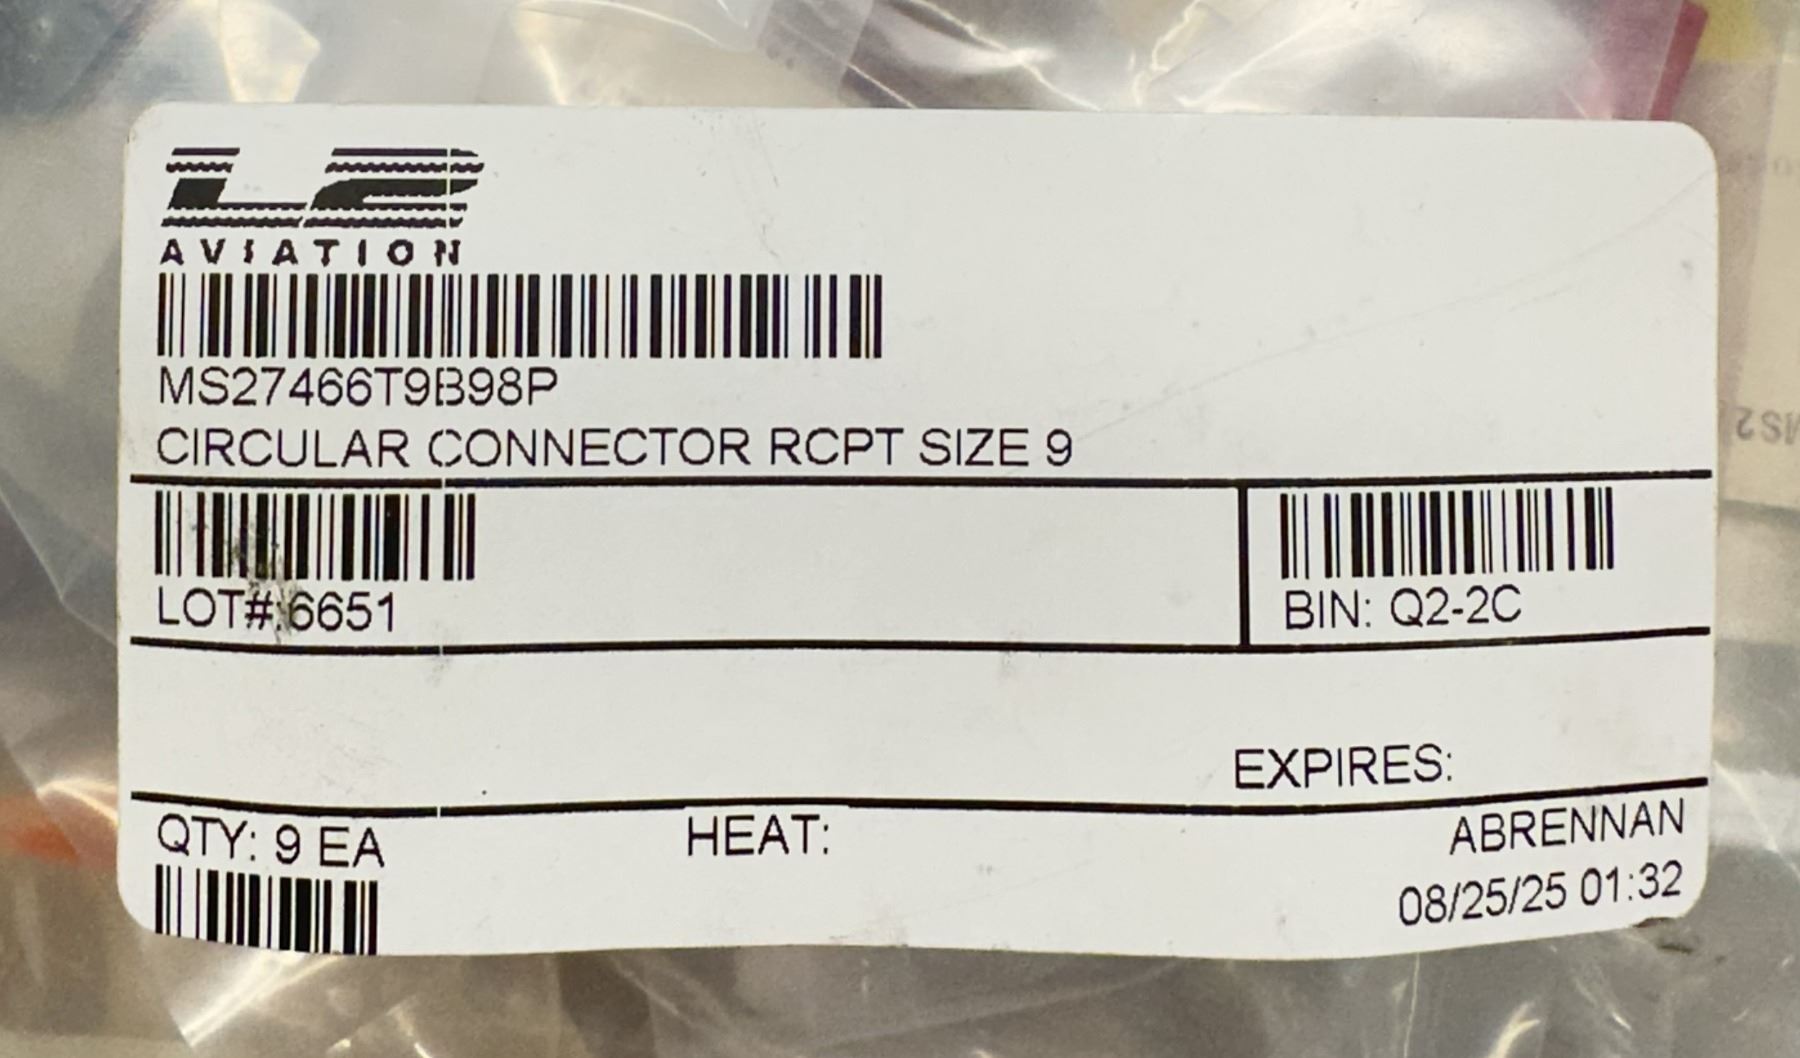 L2
AVIATION
MS27466T9B98P
CIRCULAR CONNECTOR RCPT SIZE 9
LOT#:6651
BIN: Q2-2C
EXPIRES:
QTY: 9 EA
HEAT:
ABRENNAN
08/25/25 01:32
MS2